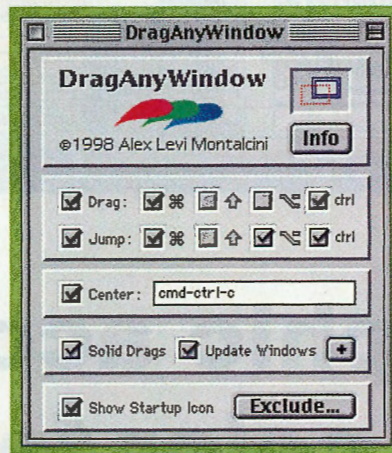 DragAnyWindow
DragAnyWindow
©1998 Alex Levi Montalcini
Info
Drag: ⌘ ⇧ ⌥ ctrl
Jump: ⌘ ⇧ ⌥ ctrl
Center: cmd-ctrl-c
Solid Drags Update Windows +
Show Startup Icon Exclude...